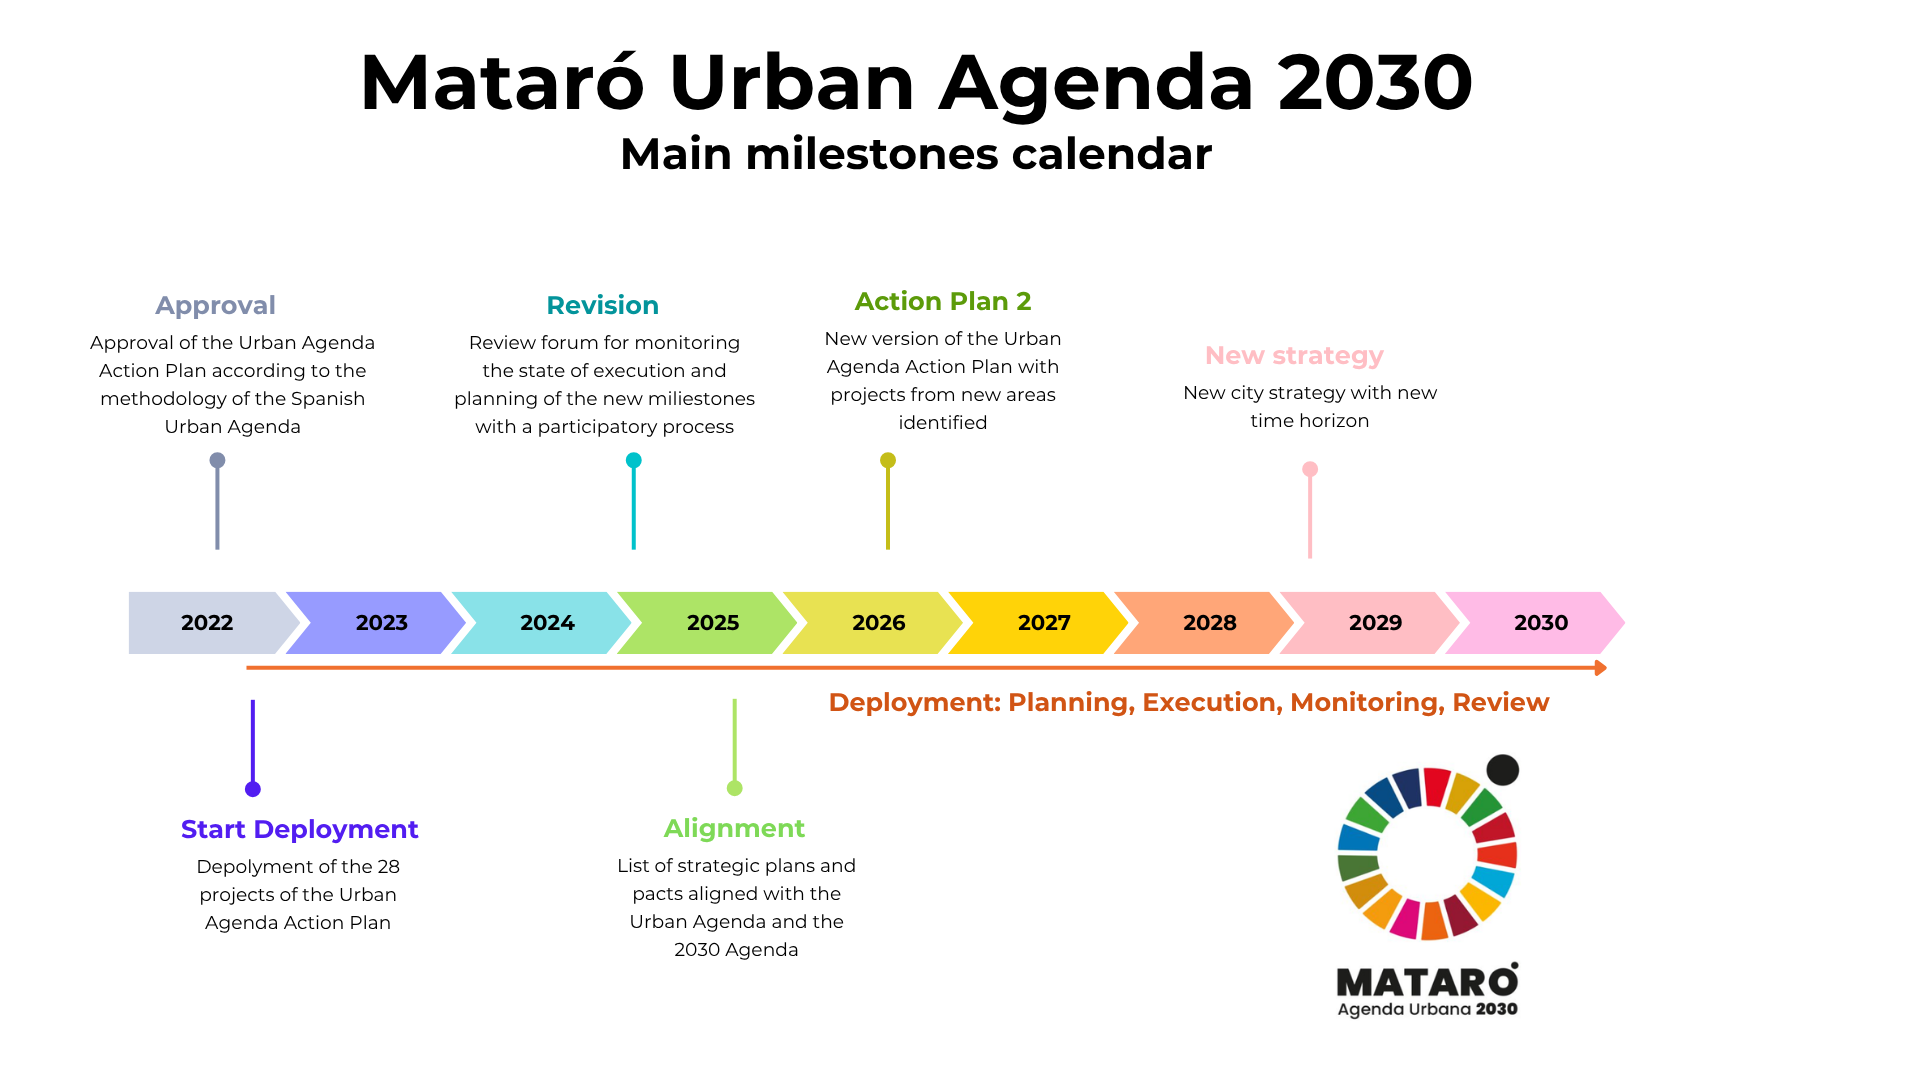 Mataró Urban Agenda 2030
Main milestones calendar
Approval
Approval of the Urban Agenda
Action Plan according to the
methodology of the Spanish
Urban Agenda
Revision
Review forum for monitoring
the state of execution and
planning of the new miliestones
with a participatory process
Action Plan 2
New version of the Urban
Agenda Action Plan with
projects from new areas
identified
New strategy
New city strategy with new
time horizon
2022 2023 2024 2025 2026 2027 2028 2029 2030
Deployment: Planning, Execution, Monitoring, Review
Start Deployment
Depolyment of the 28
projects of the Urban
Agenda Action Plan
Alignment
List of strategic plans and
pacts aligned with the
Urban Agenda and the
2030 Agenda
MATARÓ
Agenda Urbana 2030